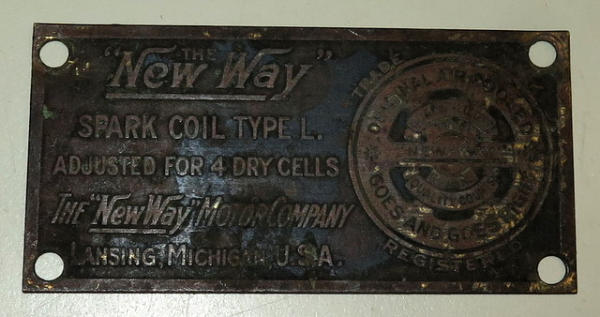 THE
"New Way"
SPARK COIL TYPE L.
ADJUSTED FOR 4 DRY CELLS
THE "New Way" MOTOR COMPANY
LANSING, MICHIGAN, U.S.A.
TRADE
ORIGINAL AIR COOLED
GOES AND GOES
REGISTERED